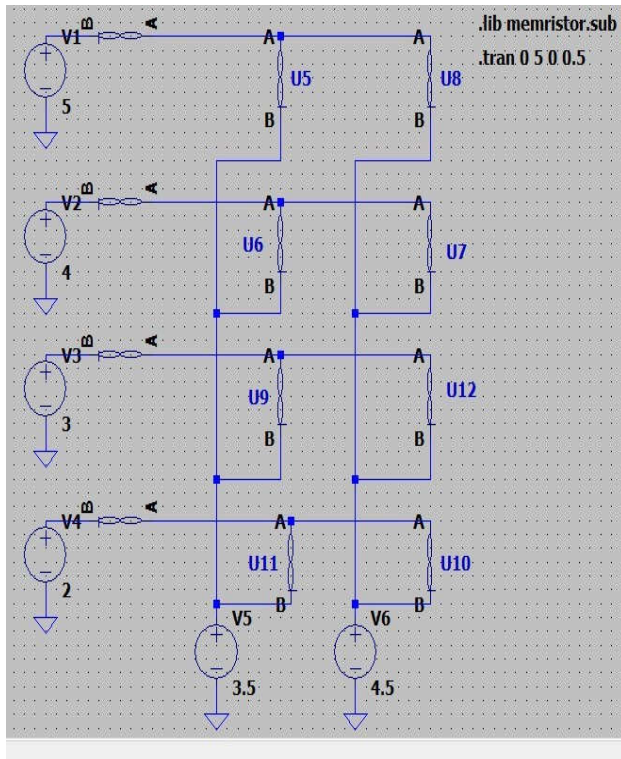 .lib memristor.sub
.tran 0 5 0 0.5
V1 B A A A
U5 U8
5
B B
V2 B A A A
U6 U7
4
B B
V3 B A A A
U9 U12
3
B B
V4 B A A A
U11 U10
2
B B
V5 V6
3.5 4.5